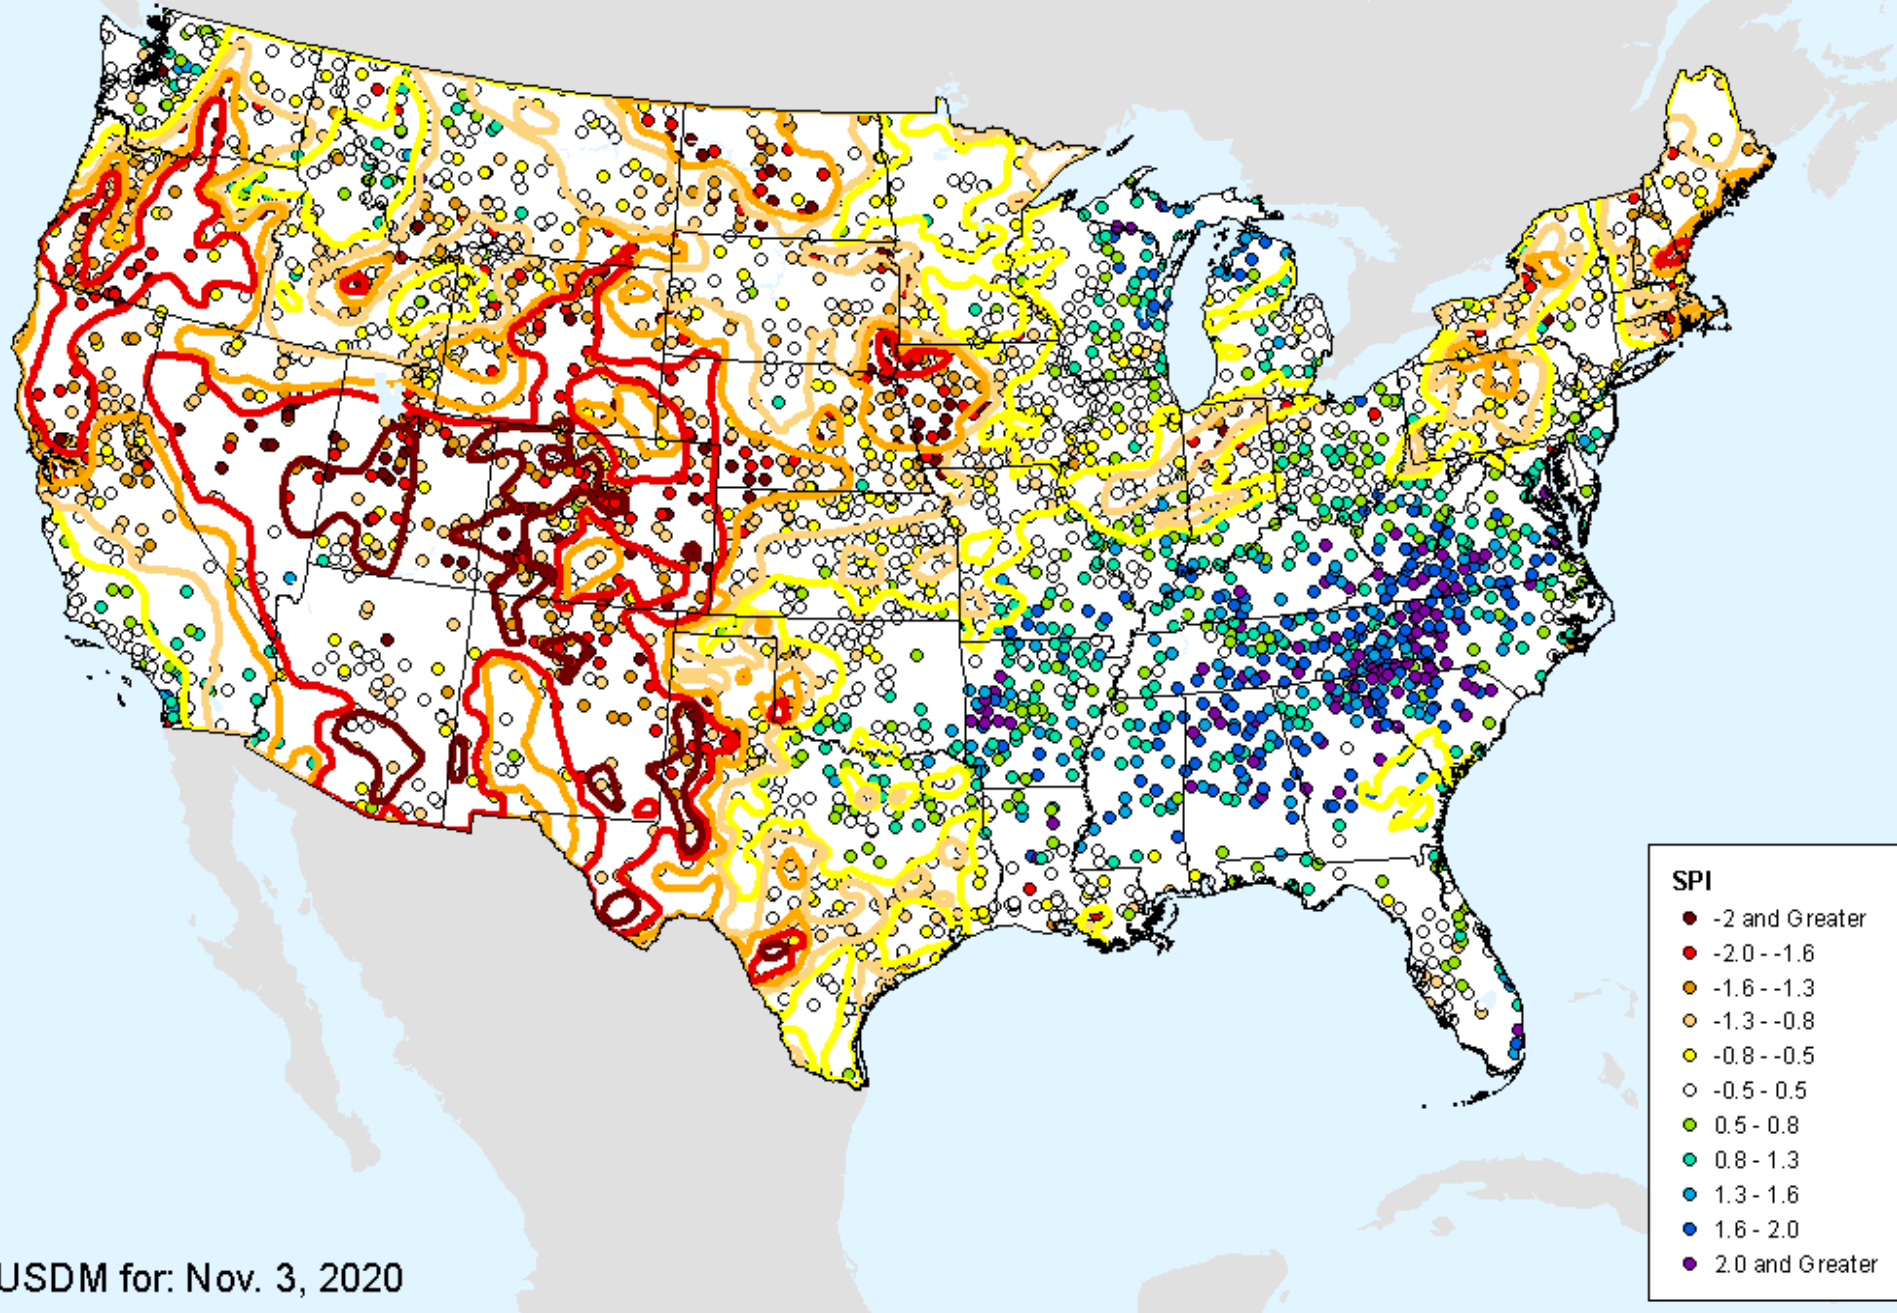 SPI
-2 and Greater
-2.0 - -1.6
-1.6 - -1.3
-1.3 - -0.8
-0.8 - -0.5
-0.5 - 0.5
0.5 - 0.8
0.8 - 1.3
1.3 - 1.6
1.6 - 2.0
2.0 and Greater
USDM for: Nov. 3, 2020